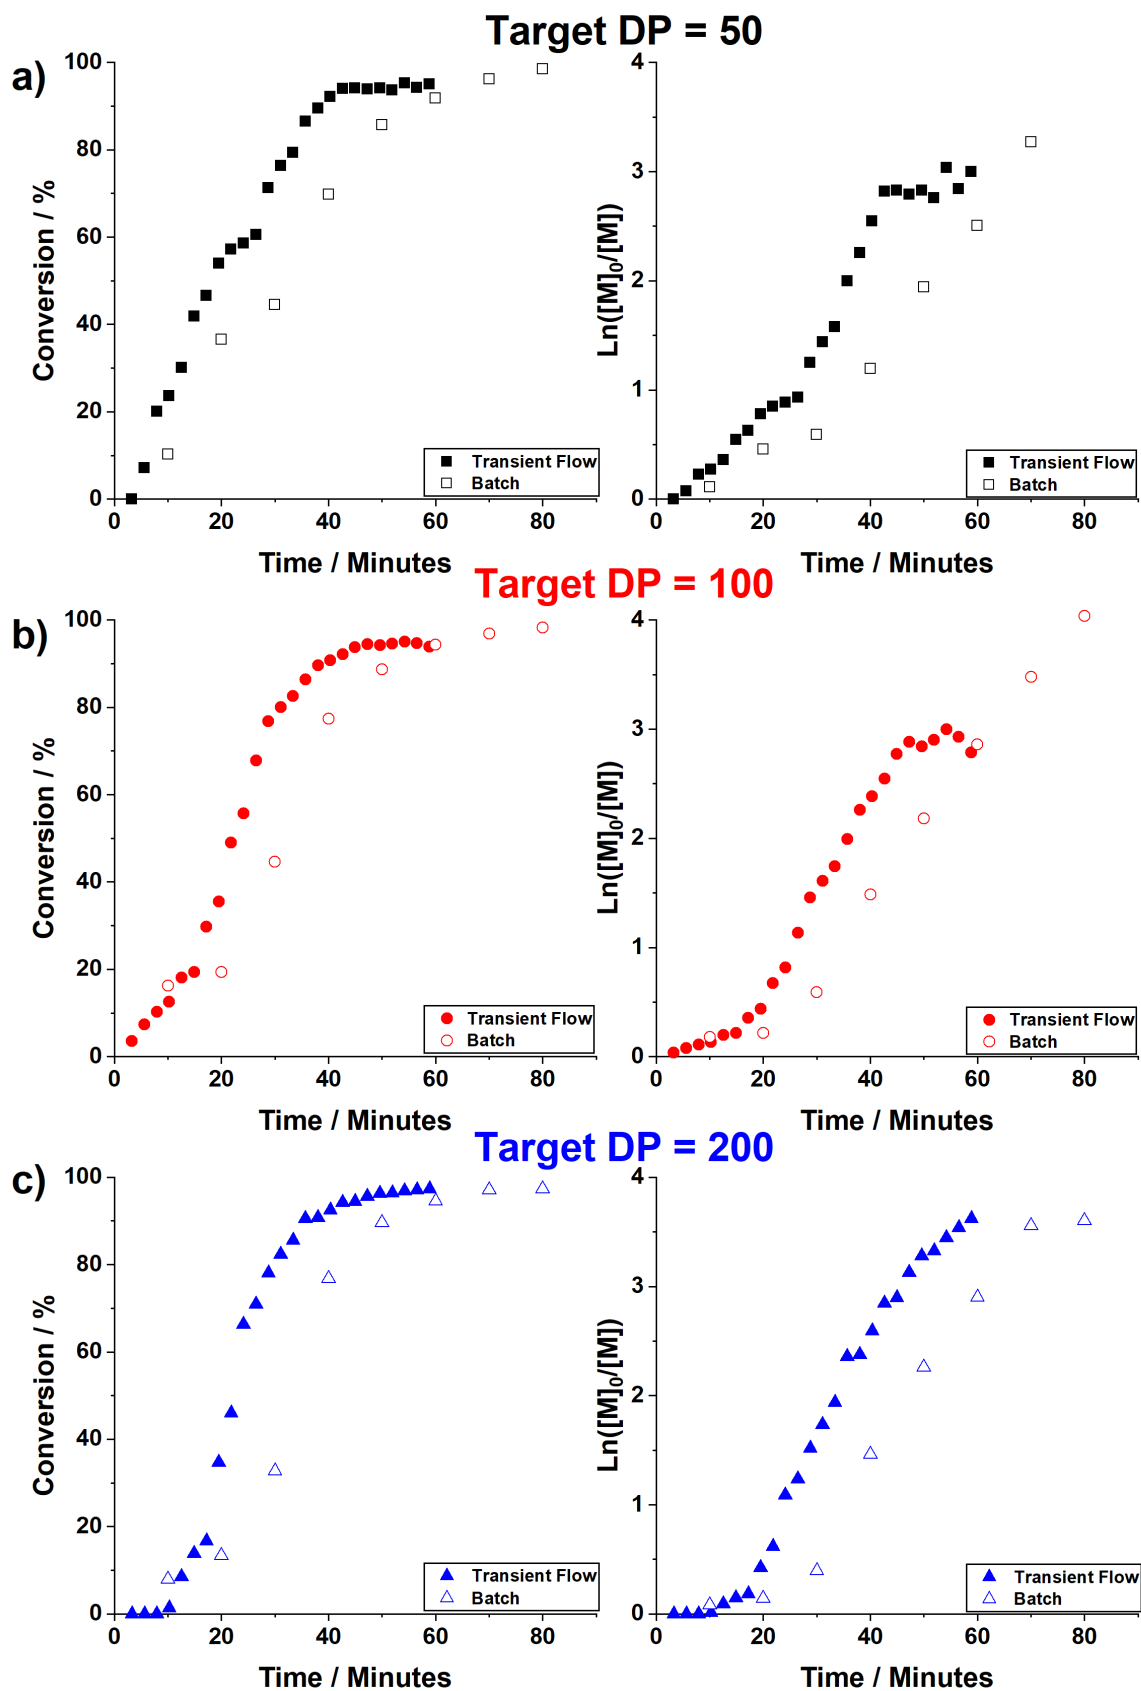 Target DP = 50
a)
100
80
60
40
20
0
Conversion / %
0 20 40 60 80
Time / Minutes
Transient Flow
Batch
4
3
2
1
0
Ln([M]0/[M])
0 20 40 60 80
Time / Minutes
Transient Flow
Batch
Target DP = 100
b)
100
80
60
40
20
0
Conversion / %
0 20 40 60 80
Time / Minutes
Transient Flow
Batch
4
3
2
1
0
Ln([M]0/[M])
0 20 40 60 80
Time / Minutes
Transient Flow
Batch
Target DP = 200
c)
100
80
60
40
20
0
Conversion / %
0 20 40 60 80
Time / Minutes
Transient Flow
Batch
4
3
2
1
0
Ln([M]0/[M])
0 20 40 60 80
Time / Minutes
Transient Flow
Batch